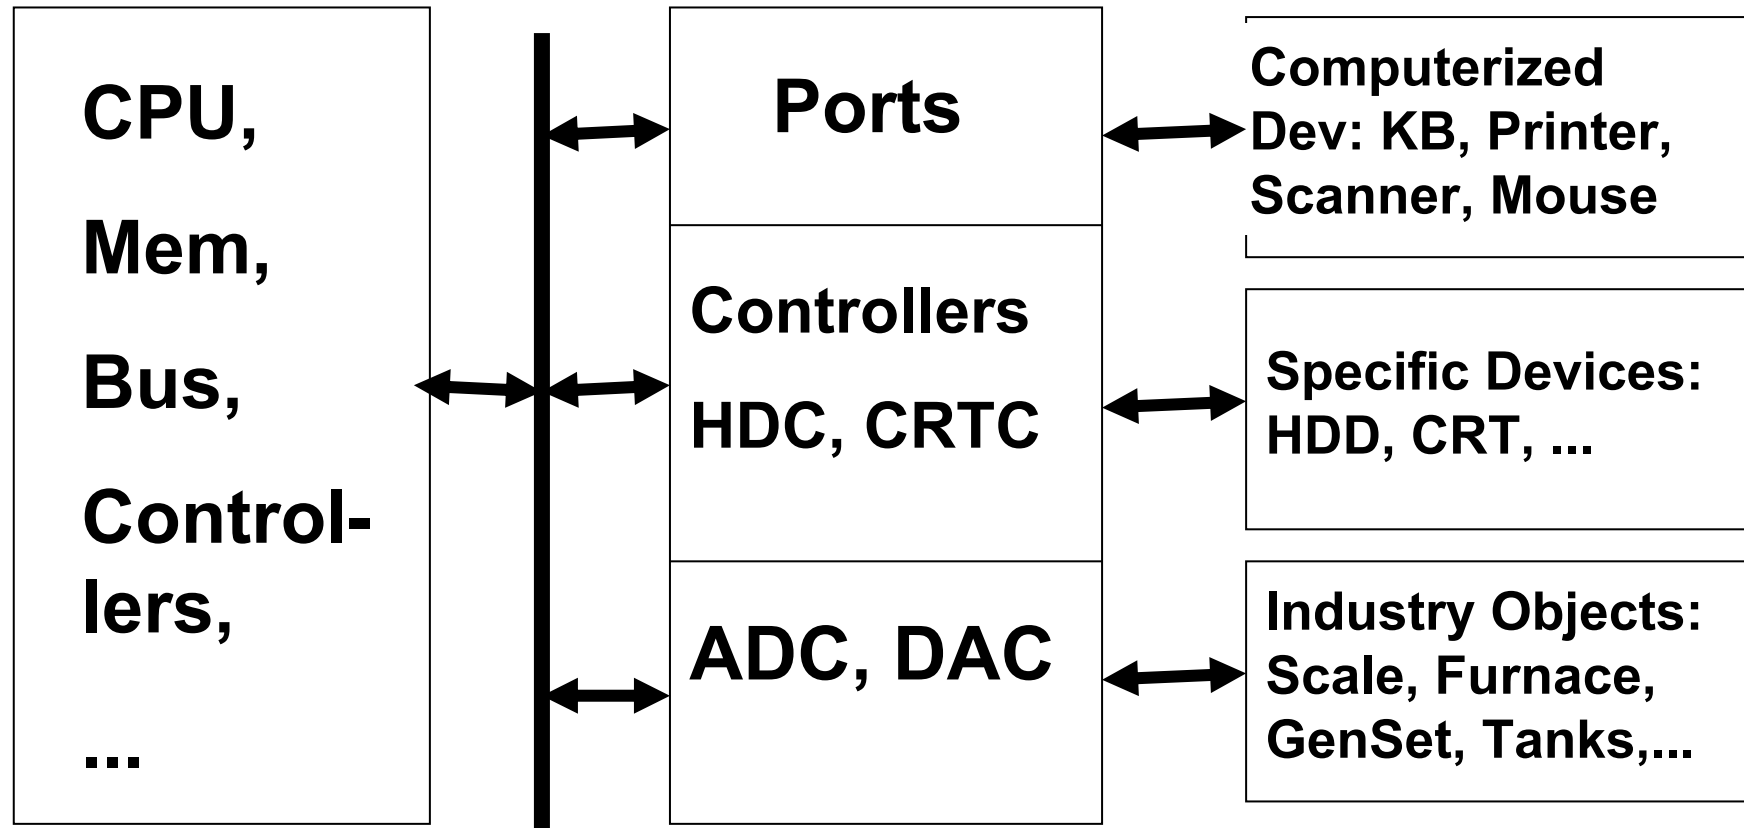 CPU,
Mem,
Bus,
Control-
lers,
...
Ports
Controllers
HDC, CRTC
ADC, DAC
Computerized
Dev: KB, Printer,
Scanner, Mouse
Specific Devices:
HDD, CRT, ...
Industry Objects:
Scale, Furnace,
GenSet, Tanks,...